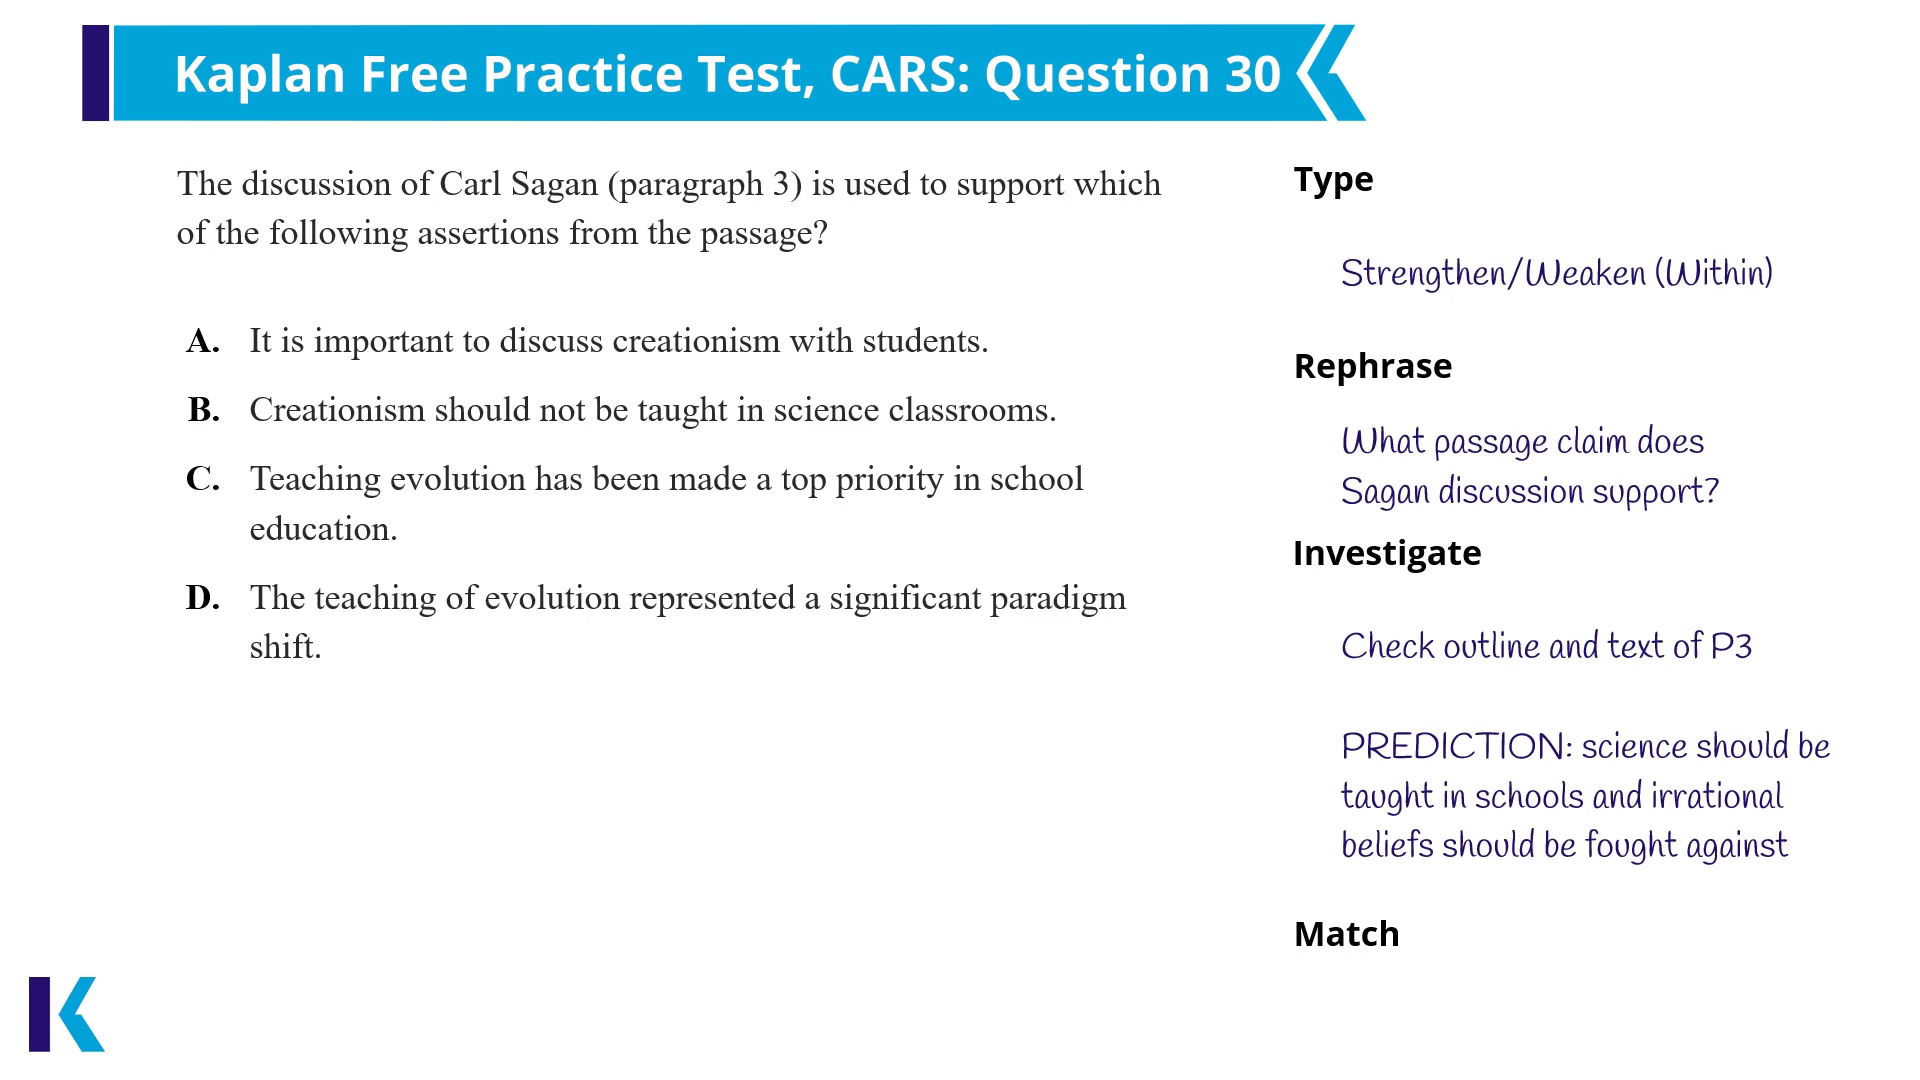 Kaplan Free Practice Test, CARS: Question 30
The discussion of Carl Sagan (paragraph 3) is used to support which
of the following assertions from the passage?
A. It is important to discuss creationism with students.
B. Creationism should not be taught in science classrooms.
C. Teaching evolution has been made a top priority in school
education.
D. The teaching of evolution represented a significant paradigm
shift.
Type
Strengthen/Weaken (Within)
Rephrase
What passage claim does
Sagan discussion support?
Investigate
Check outline and text of P3
PREDICTION: science should be
taught in schools and irrational
beliefs should be fought against
Match